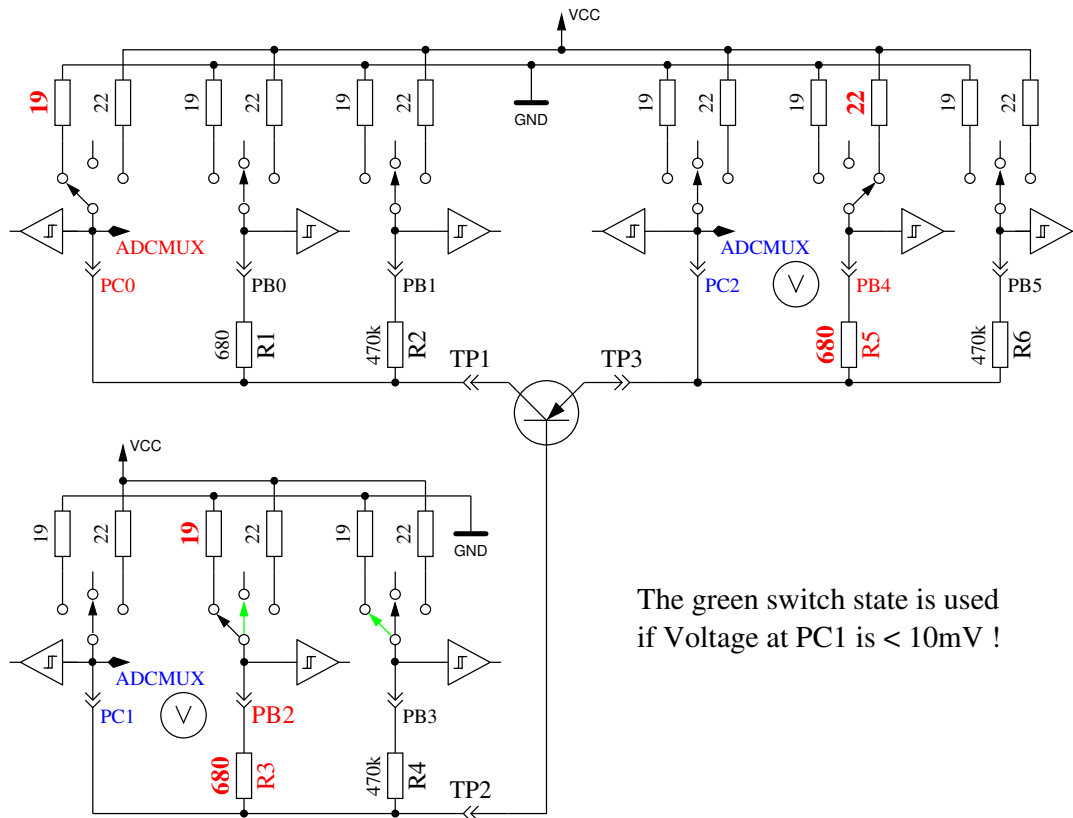 VCC
19 22 19 22 19 22 GND 19 22 19 22 19 22
ADCMUX ADCMUX
PC0 PB0 PB1 PC2 V PB4 PB5
680 R1 470k R2 680 R5 470k R6
TP1 TP3
VCC
19 22 19 22 19 22 GND
The green switch state is used
if Voltage at PC1 is < 10mV !
ADCMUX
PC1 V PB2 PB3
680 R3 470k R4
TP2